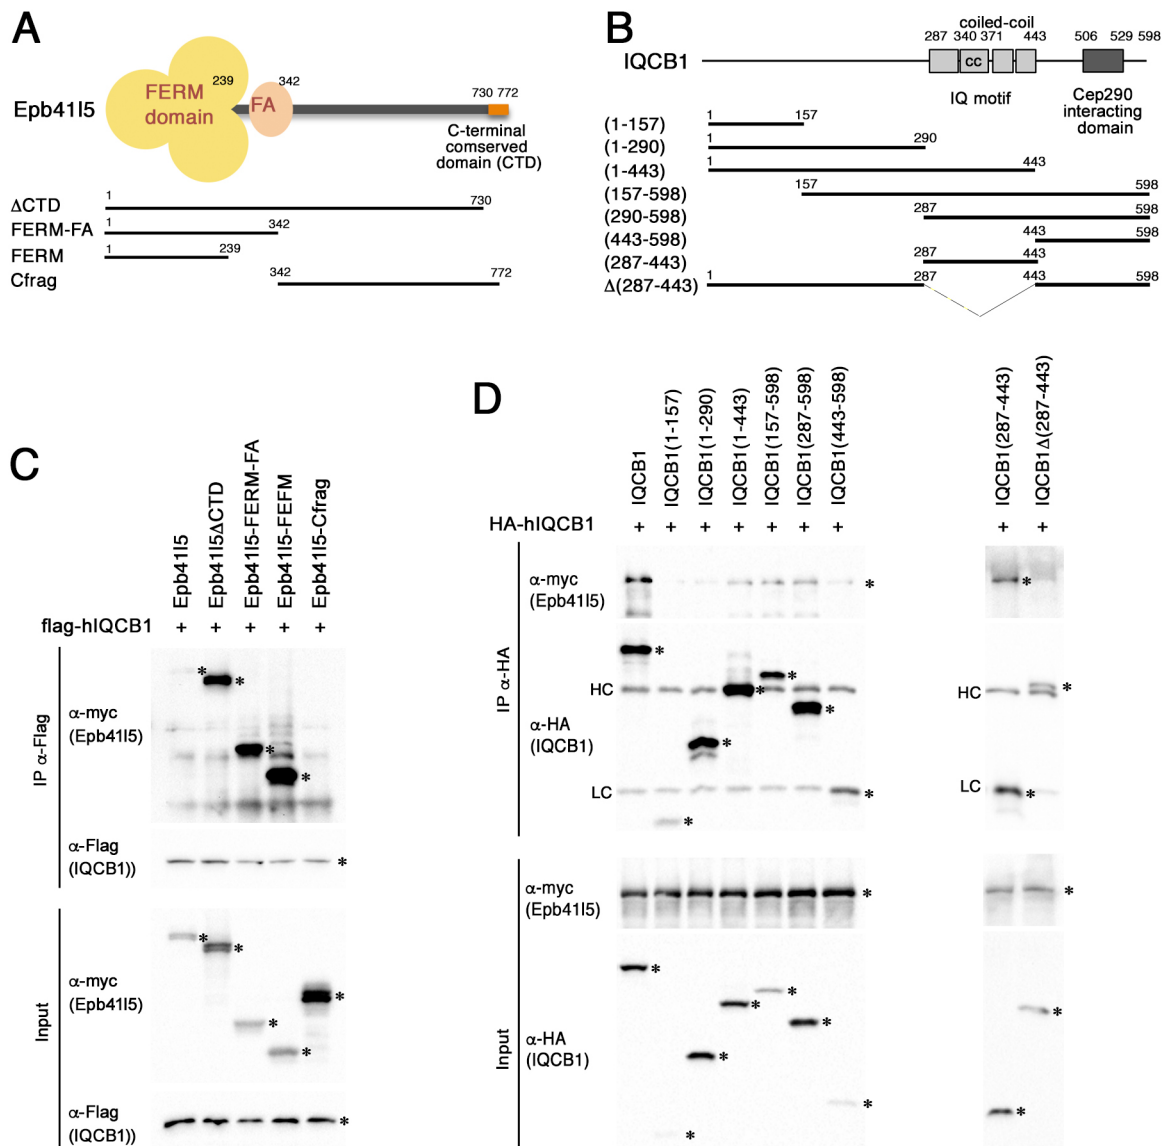 A
Epb41l5
FERM
domain
239
FA
342
730 772
C-terminal
comserved
domain (CTD)
ΔCTD
1
730
FERM-FA
1
342
FERM
1
239
Cfrag
342
772
B
coiled-coil
287 340 371 443 506 529 598
IQCB1
CC
IQ motif
Cep290
interacting
domain
(1-157)
1
157
(1-290)
1
290
(1-443)
1
443
(157-598)
157
598
(290-598)
287
598
(443-598)
443
598
(287-443)
287
443
Δ(287-443)
1
287
443
598
C
Epb41l5
Epb41l5ΔCTD
Epb41l5-FERM-FA
Epb41l5-FEFM
Epb41l5-Cfrag
flag-hIQCB1 + + + + +
IP α-Flag
α-myc
(Epb41l5)
* * * *
α-Flag
(IQCB1))
*
Input
α-myc
(Epb41l5)
* * * * *
α-Flag
(IQCB1))
*
D
IQCB1
IQCB1(1-157)
IQCB1(1-290)
IQCB1(1-443)
IQCB1(157-598)
IQCB1(287-598)
IQCB1(443-598)
IQCB1(287-443)
IQCB1Δ(287-443)
HA-hIQCB1 + + + + + + + + +
IP α-HA
α-myc
(Epb41l5)
* *
HC
α-HA
(IQCB1)
LC
* * * * * * *
HC
LC
* *
Input
α-myc
(Epb41l5)
* *
α-HA
(IQCB1)
* * * * * * * * *